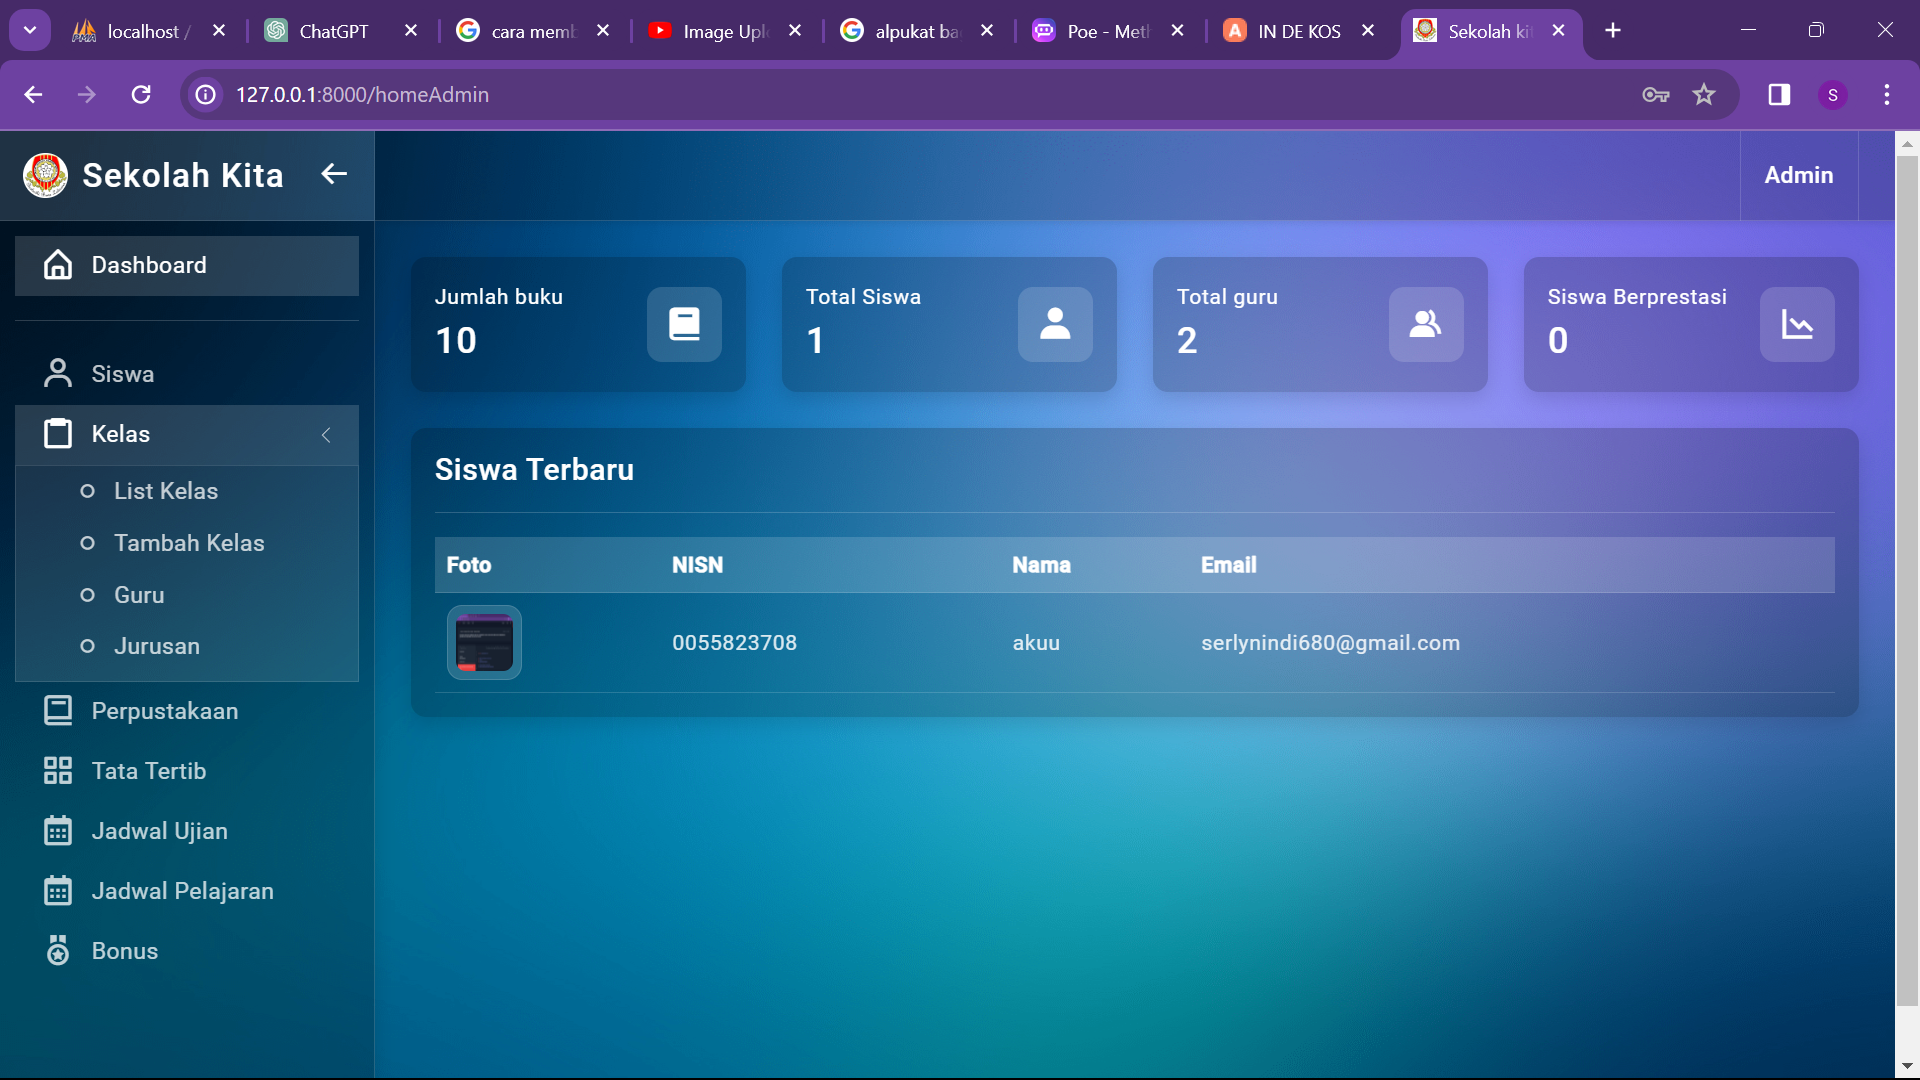 localhost /
ChatGPT
cara memb
Image Uplo
alpukat ba
Poe - Meth
IN DE KOS
Sekolah kit
127.0.0.1:8000/homeAdmin
S
Sekolah Kita
Admin
Dashboard
Siswa
Kelas
List Kelas
Tambah Kelas
Guru
Jurusan
Perpustakaan
Tata Tertib
Jadwal Ujian
Jadwal Pelajaran
Bonus
Jumlah buku
10
Total Siswa
1
Total guru
2
Siswa Berprestasi
0
Siswa Terbaru
Foto NISN Nama Email
0055823708 akuu serlynindi680@gmail.com